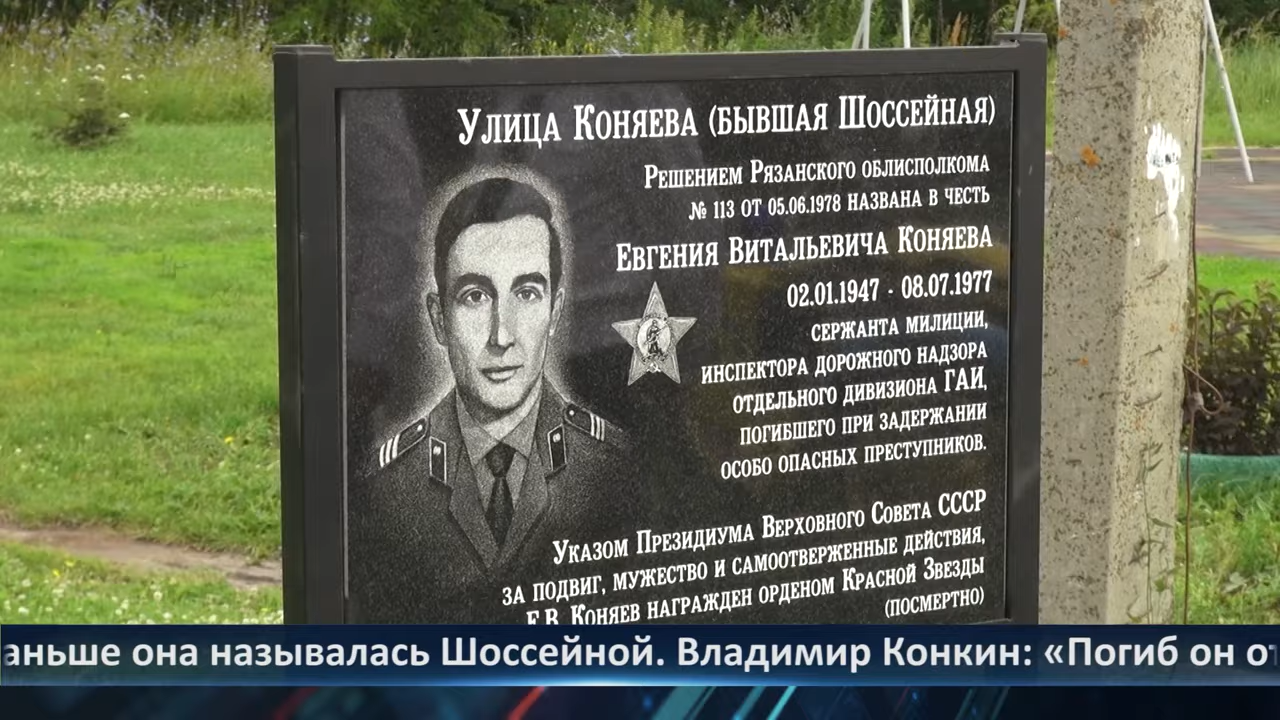 Улица Коняева (бывшая Шоссейная)
Решением Рязанского облисполкома
№ 113 от 05.06.1978 названа в честь
Евгения Витальевича Коняева
02.01.1947 - 08.07.1977
сержанта милиции,
инспектора дорожного надзора
отдельного дивизиона ГАИ,
погибшего при задержании
особо опасных преступников.
Указом Президиума Верховного Совета СССР
за подвиг, мужество и самоотверженные действия,
Е.В. Коняев награжден орденом Красной Звезды
(посмертно)
аньше она называлась Шоссейной. Владимир Конкин: «Погиб он от